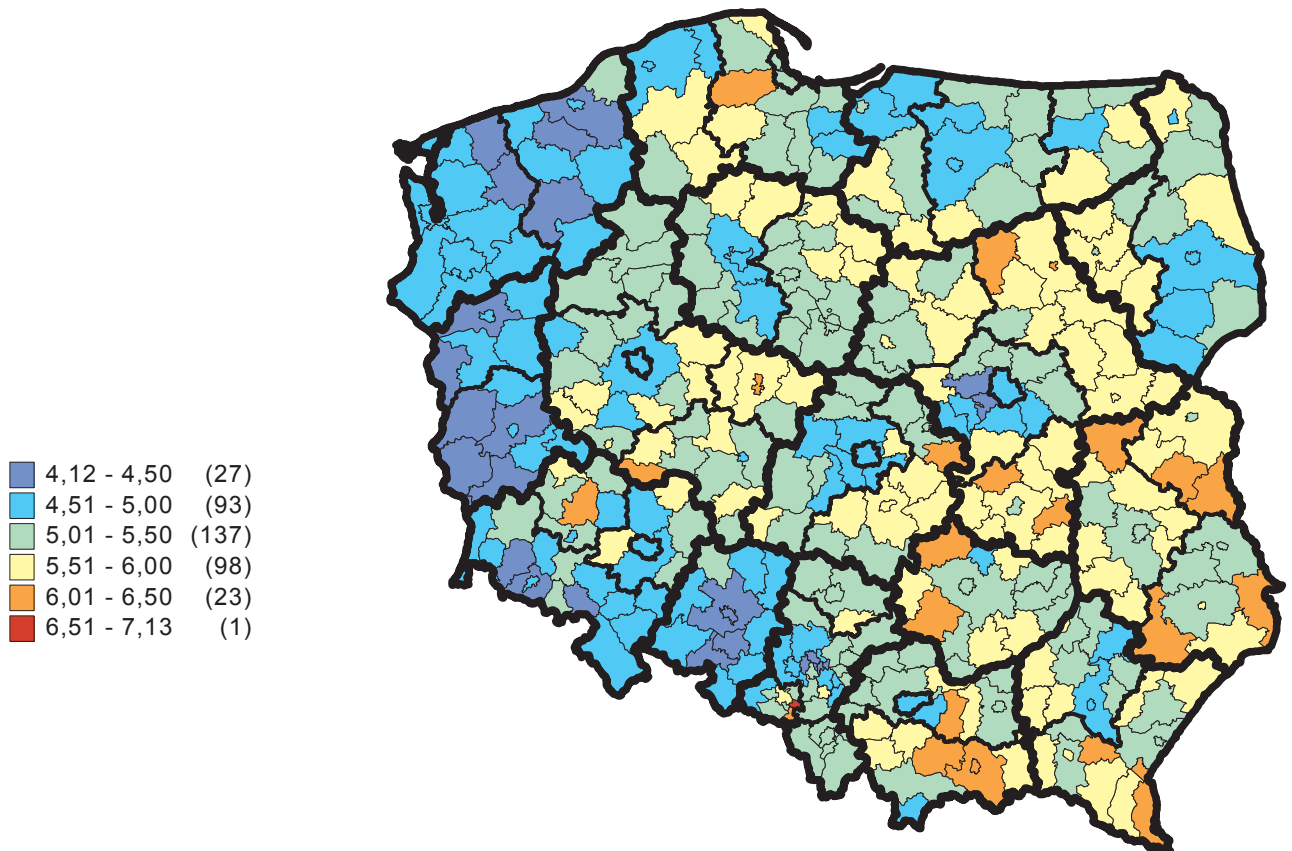 4,12 - 4,50 (27)
4,51 - 5,00 (93)
5,01 - 5,50 (137)
5,51 - 6,00 (98)
6,01 - 6,50 (23)
6,51 - 7,13 (1)